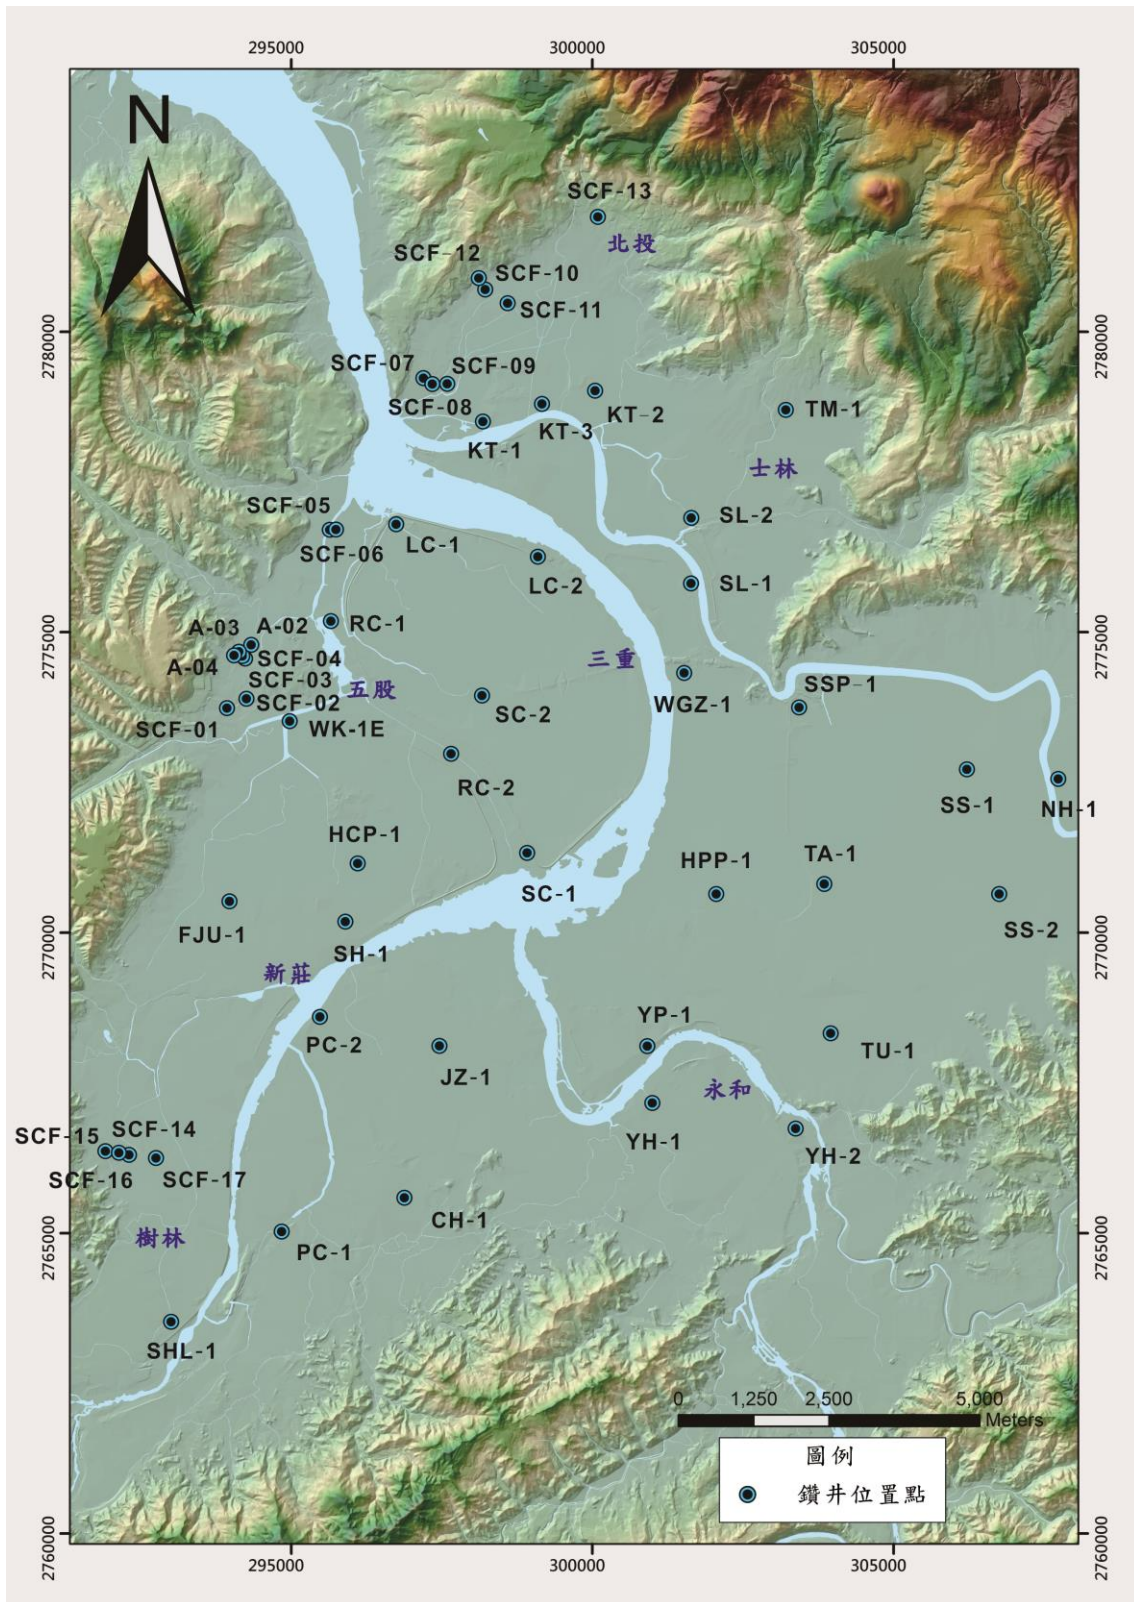 295000
300000
305000
N
SCF-13
北投
SCF-12
SCF-10
SCF-11
2780000
2780000
SCF-07
SCF-09
SCF-08
KT-2
TM-1
KT-3
KT-1
士林
SCF-05
SL-2
SCF-06
LC-1
LC-2
SL-1
2775000
2775000
A-03
A-02
RC-1
三重
A-04
SCF-04
SCF-03
五股
SSP-1
SCF-02
WGZ-1
SCF-01
WK-1E
SC-2
RC-2
SS-1
NH-1
HCP-1
HPP-1
TA-1
SC-1
FJU-1
SS-2
SH-1
2770000
2770000
新莊
YP-1
PC-2
TU-1
JZ-1
永和
SCF-15
SCF-14
YH-1
YH-2
SCF-16
SCF-17
CH-1
樹林
PC-1
2765000
2765000
SHL-1
0
1,250
2,500
5,000
Meters
圖例
鑽井位置點
2760000
2760000
295000
300000
305000